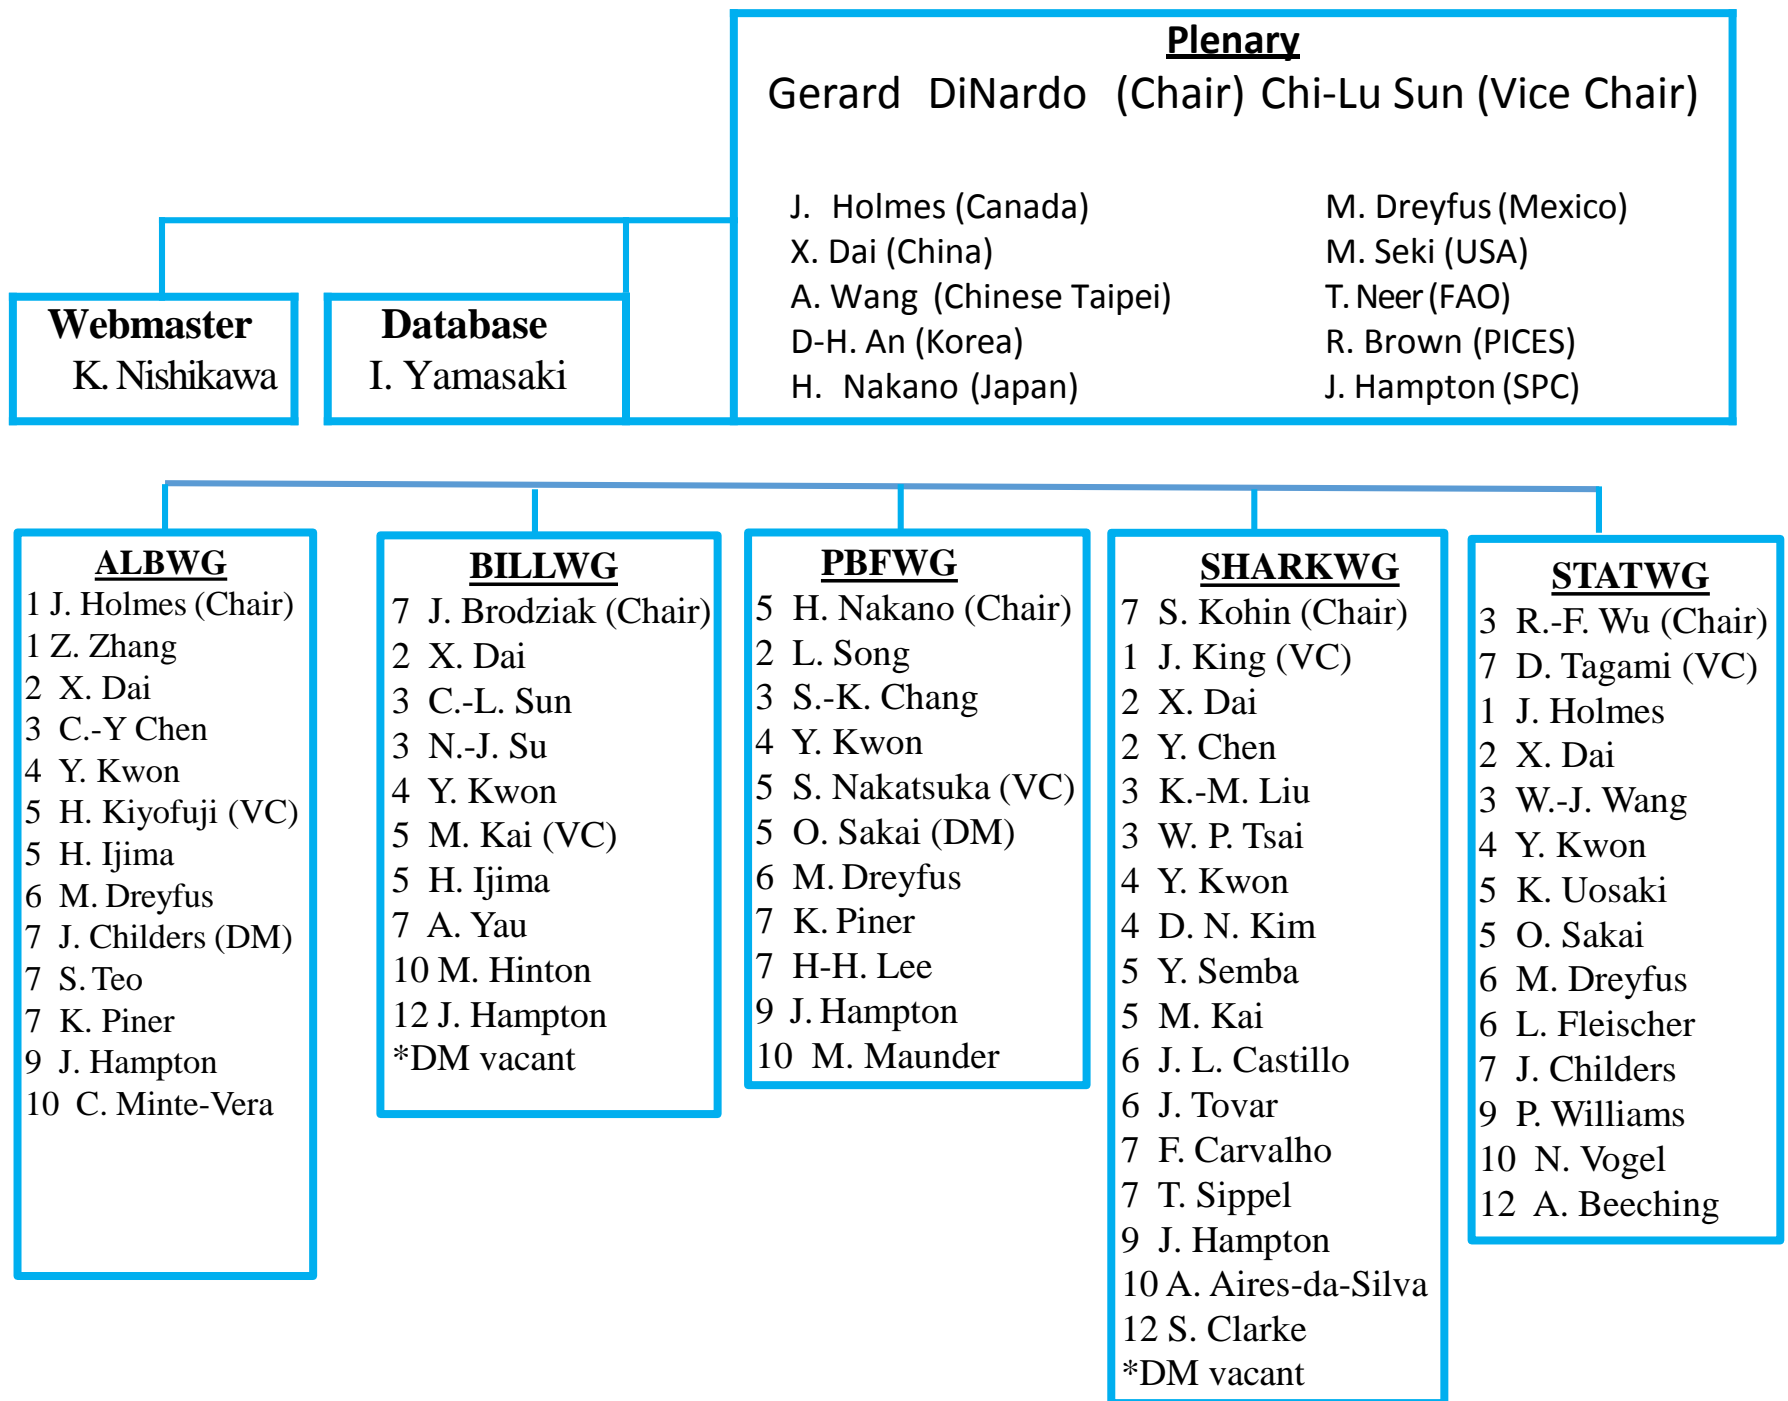 Plenary
Gerard DiNardo (Chair) Chi-Lu Sun (Vice Chair)
J. Holmes (Canada)
X. Dai (China)
A. Wang (Chinese Taipei)
D-H. An (Korea)
H. Nakano (Japan)
M. Dreyfus (Mexico)
M. Seki (USA)
T. Neer (FAO)
R. Brown (PICES)
J. Hampton (SPC)
Webmaster
K. Nishikawa
Database
I. Yamasaki
ALBWG
1 J. Holmes (Chair)
1 Z. Zhang
2 X. Dai
3 C.-Y Chen
4 Y. Kwon
5 H. Kiyofuji (VC)
5 H. Ijima
6 M. Dreyfus
7 J. Childers (DM)
7 S. Teo
7 K. Piner
9 J. Hampton
10 C. Minte-Vera
BILLWG
7 J. Brodziak (Chair)
2 X. Dai
3 C.-L. Sun
3 N.-J. Su
4 Y. Kwon
5 M. Kai (VC)
5 H. Ijima
7 A. Yau
10 M. Hinton
12 J. Hampton
*DM vacant
PBFWG
5 H. Nakano (Chair)
2 L. Song
3 S.-K. Chang
4 Y. Kwon
5 S. Nakatsuka (VC)
5 O. Sakai (DM)
6 M. Dreyfus
7 K. Piner
7 H-H. Lee
9 J. Hampton
10 M. Maunder
SHARKWG
7 S. Kohin (Chair)
1 J. King (VC)
2 X. Dai
2 Y. Chen
3 K.-M. Liu
3 W. P. Tsai
4 Y. Kwon
4 D. N. Kim
5 Y. Semba
5 M. Kai
6 J. L. Castillo
6 J. Tovar
7 F. Carvalho
7 T. Sippel
9 J. Hampton
10 A. Aires-da-Silva
12 S. Clarke
*DM vacant
STATWG
3 R.-F. Wu (Chair)
7 D. Tagami (VC)
1 J. Holmes
2 X. Dai
3 W.-J. Wang
4 Y. Kwon
5 K. Uosaki
5 O. Sakai
6 M. Dreyfus
6 L. Fleischer
7 J. Childers
9 P. Williams
10 N. Vogel
12 A. Beeching